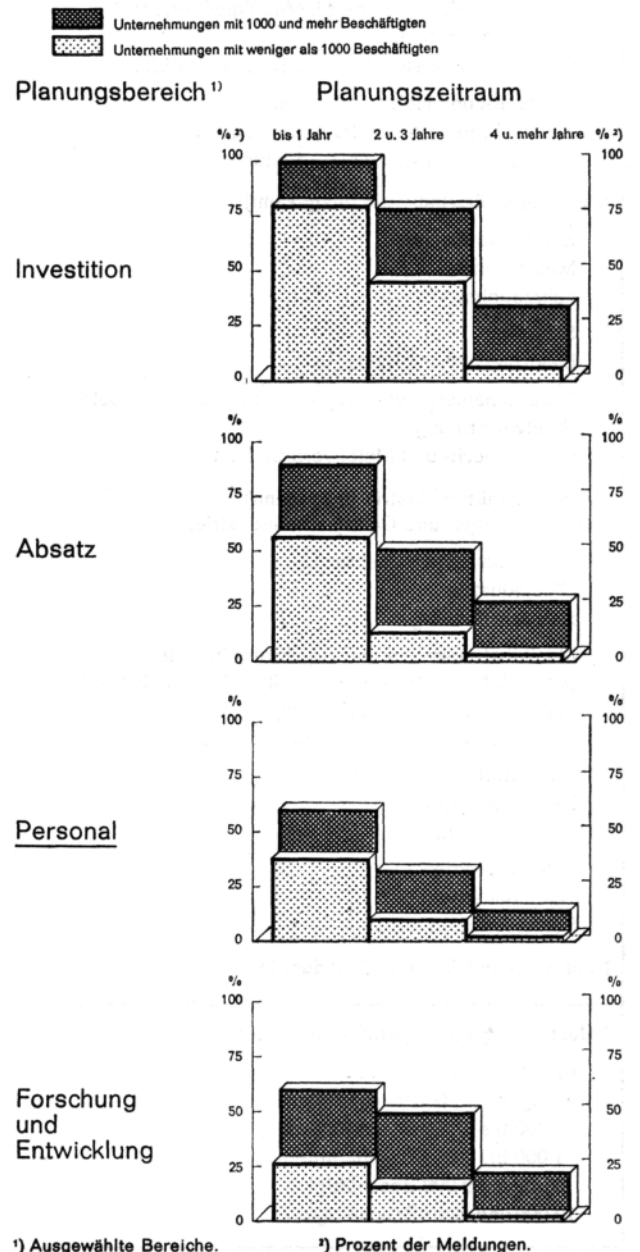 Unternehmungen mit 1000 und mehr Beschäftigten
Unternehmungen mit weniger als 1000 Beschäftigten
Planungsbereich ¹⁾ Planungszeitraum
% ²) bis 1 Jahr 2 u. 3 Jahre 4 u. mehr Jahre % ²)
100 100
75 75
Investition
50 50
25 25
0 0
% %
100 100
75 75
Absatz
50 50
25 25
0 0
% %
100 100
75 75
Personal
50 50
25 25
0 0
% %
100 100
75 75
Forschung
und
Entwicklung
50 50
25 25
0 0
¹) Ausgewählte Bereiche. ²) Prozent der Meldungen.